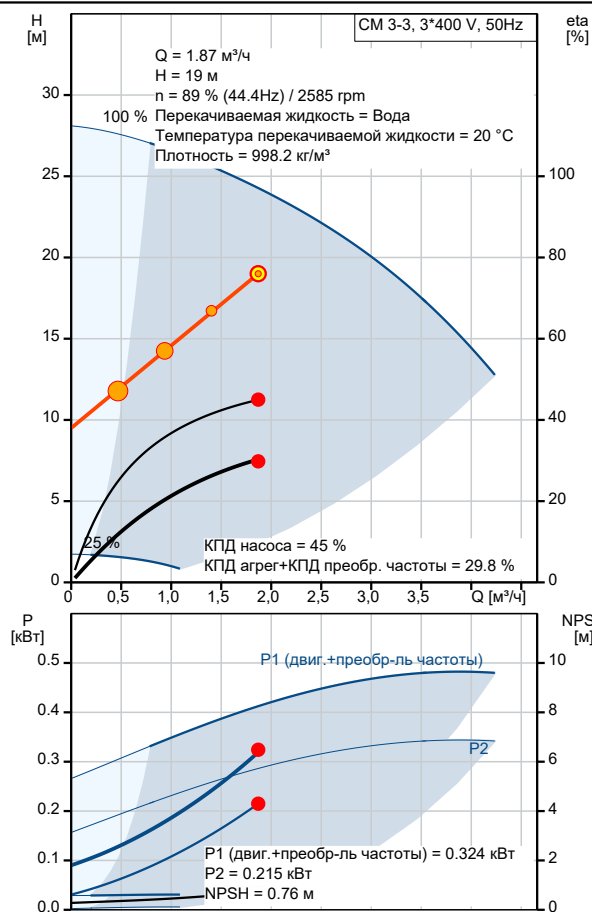 H
[м]
CM 3-3, 3*400 V, 50Hz
eta
[%]
Q = 1.87 м³/ч
H = 19 м
n = 89 % (44.4Hz) / 2585 rpm
Перекачиваемая жидкость = Вода
Температура перекачиваемой жидкости = 20 °C
Плотность = 998.2 кг/м³
100 %
30
25
20
15
10
5
0
100
80
60
40
20
0
25 %
КПД насоса = 45 %
КПД агрег+КПД преобр. частоты = 29.8 %
0 0,5 1,0 1,5 2,0 2,5 3,0 3,5 Q [м³/ч]
P
[кВт]
NPS
[м]
P1 (двиг.+преобр-ль частоты)
P2
0.5
0.4
0.3
0.2
0.1
0.0
10
8
6
4
2
0
P1 (двиг.+преобр-ль частоты) = 0.324 кВт
P2 = 0.215 кВт
NPSH = 0.76 м